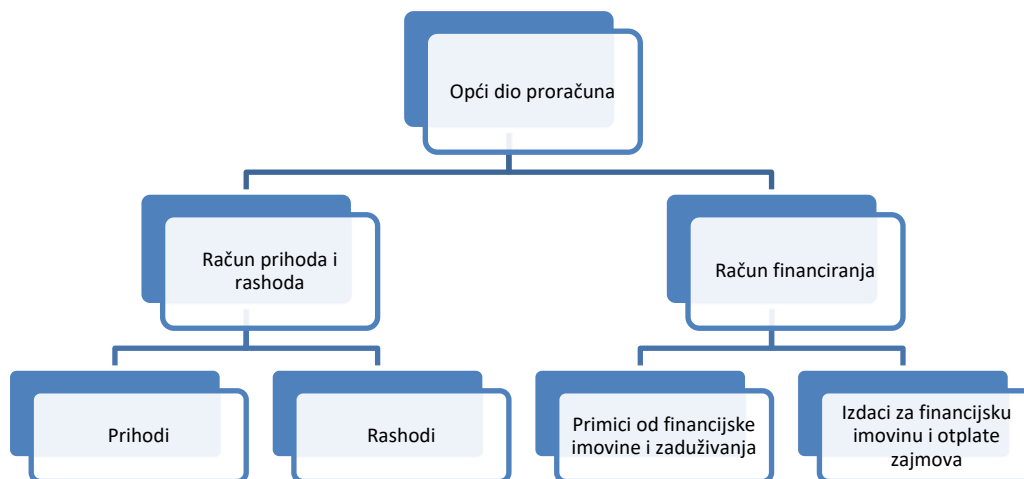 Opći dio proračuna
Račun prihoda i
rashoda
Račun financiranja
Prihodi
Rashodi
Primici od financijske
imovine i zaduživanja
Izdaci za financijsku
imovinu i otplate
zajmova